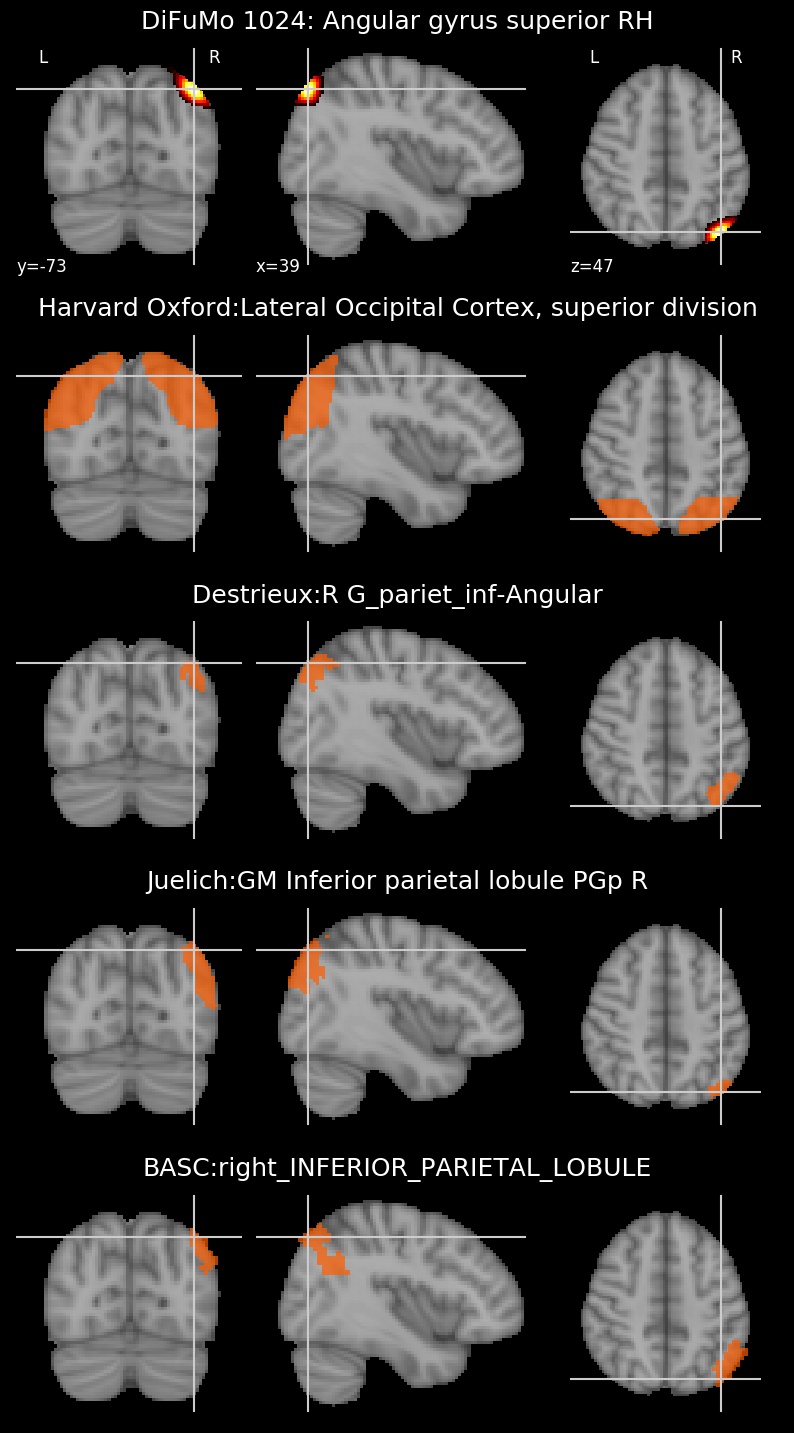 DiFuMo 1024: Angular gyrus superior RH
L R L R
y=-73 x=39 z=47
Harvard Oxford:Lateral Occipital Cortex, superior division
Destrieux:R G_pariet_inf-Angular
Juelich:GM Inferior parietal lobule PGp R
BASC:right_INFERIOR_PARIETAL_LOBULE